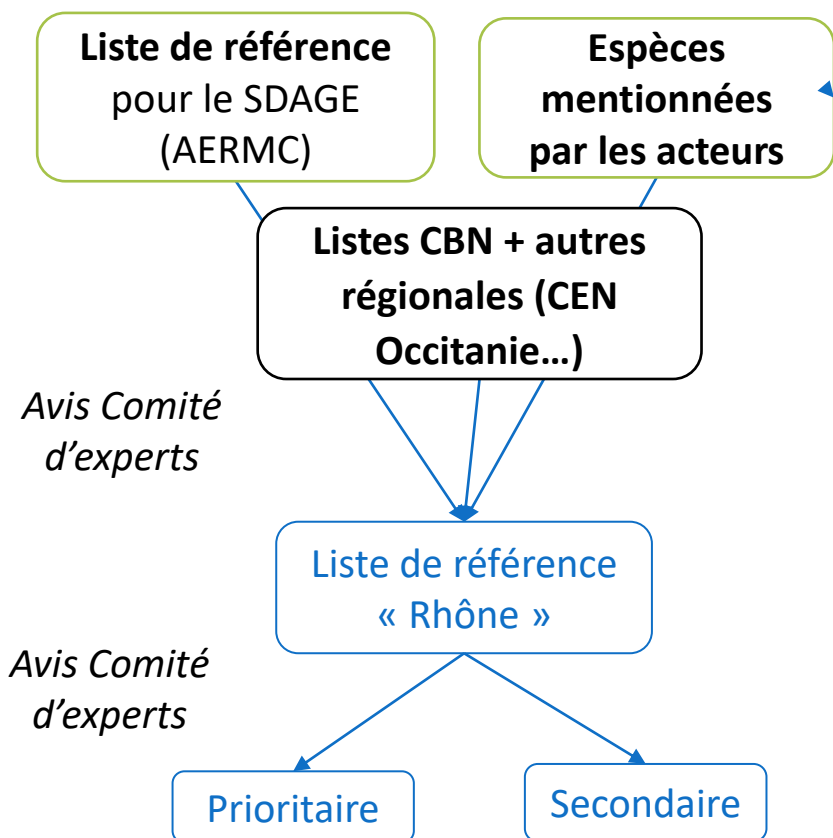 Liste de référence
pour le SDAGE
(AERMC)
Espèces
mentionnées
par les acteurs
Listes CBN + autres
régionales (CEN
Occitanie…)
Avis Comité
d’experts
Liste de référence
« Rhône »
Avis Comité
d’experts
Prioritaire
Secondaire